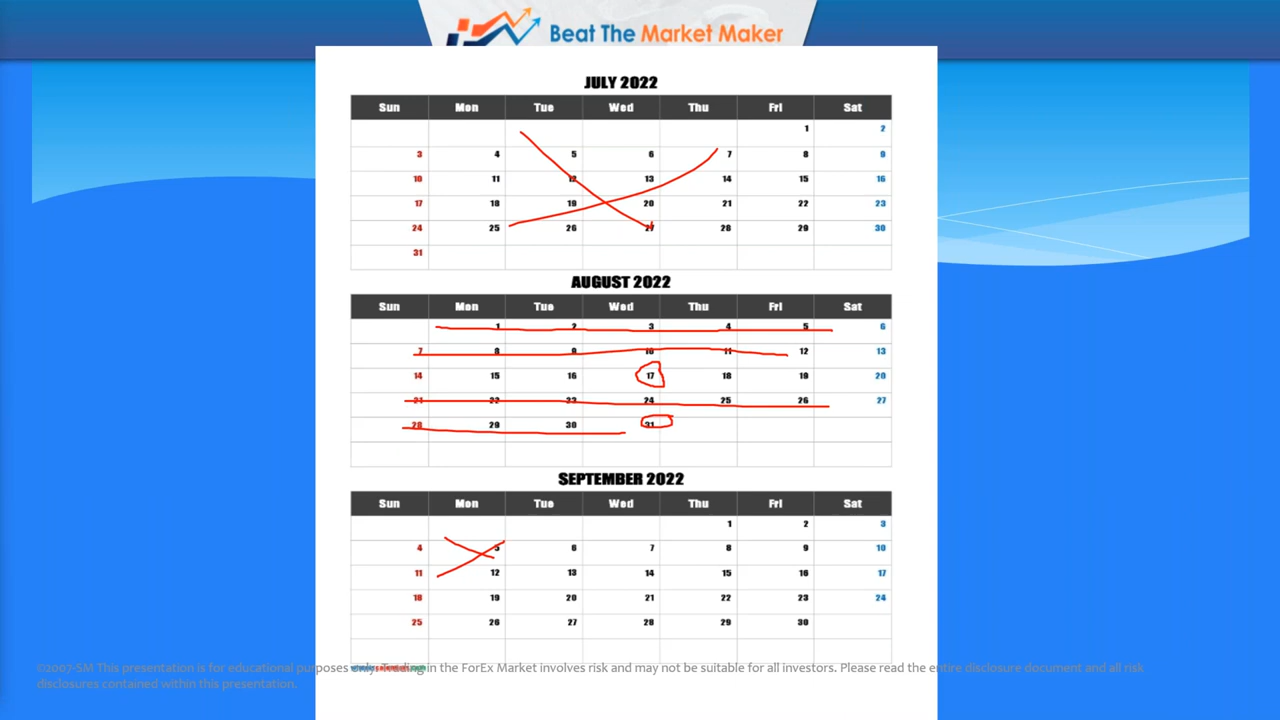 Beat The Market Maker
JULY 2022
Sun Mon Tue Wed Thu Fri Sat
1 2
3 4 5 6 7 8 9
10 11 12 13 14 15 16
17 18 19 20 21 22 23
24 25 26 27 28 29 30
31
AUGUST 2022
Sun Mon Tue Wed Thu Fri Sat
1 2 3 4 5 6
7 8 9 10 11 12 13
14 15 16 17 18 19 20
21 22 23 24 25 26 27
28 29 30 31
SEPTEMBER 2022
Sun Mon Tue Wed Thu Fri Sat
1 2 3
4 5 6 7 8 9 10
11 12 13 14 15 16 17
18 19 20 21 22 23 24
25 26 27 28 29 30
©2007-SM This presentation is for educational purposes only. Trading in the ForEx Market involves risk and may not be suitable for all investors. Please read the entire disclosure document and all risk
disclosures contained within this presentation.